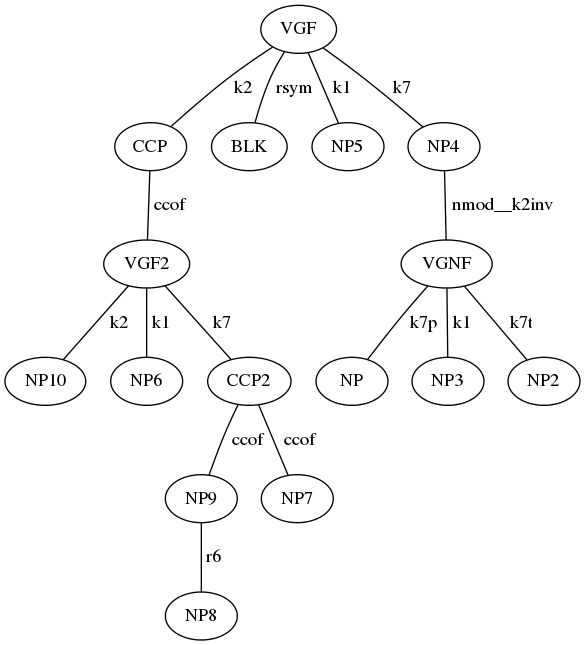 VGF
k2 rsym k1 k7
CCP BLK NP5 NP4
ccof nmod__k2inv
VGF2 VGNF
k2 k1 k7 k7p k1 k7t
NP10 NP6 CCP2 NP NP3 NP2
ccof ccof
NP9 NP7
r6
NP8